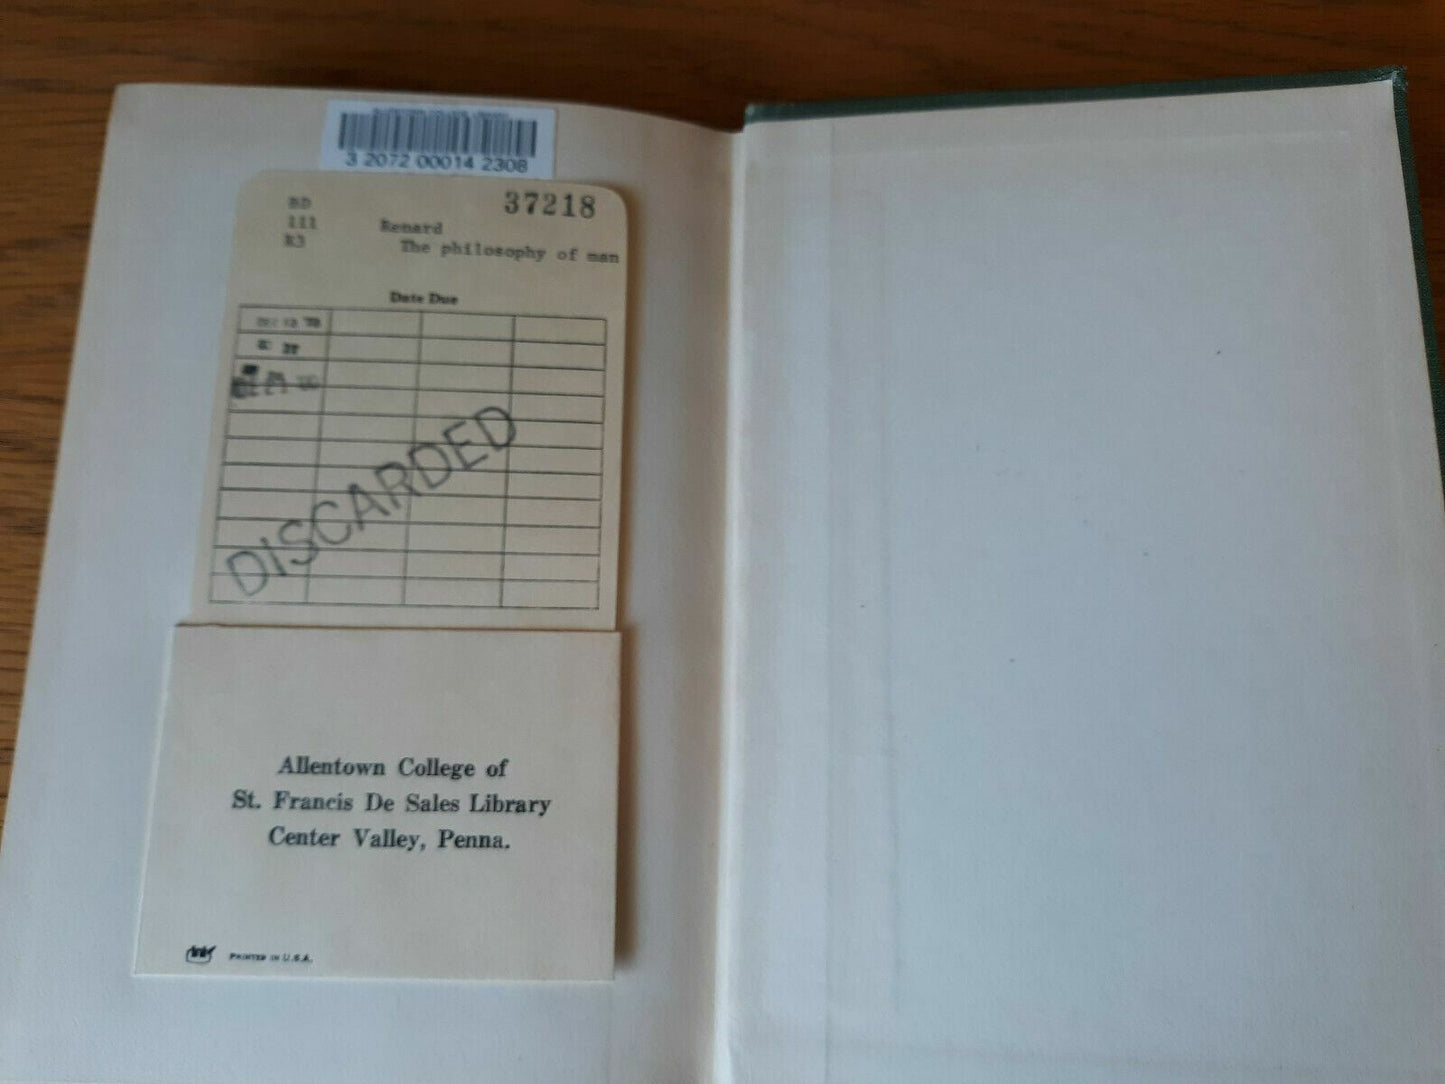 3 2072 00014 2308
BD 37218
111 Renard
R3 The philosophy of man
Date Due
DISCARDED
Allentown College of
St. Francis De Sales Library
Center Valley, Penna.
PRINTED IN U.S.A.